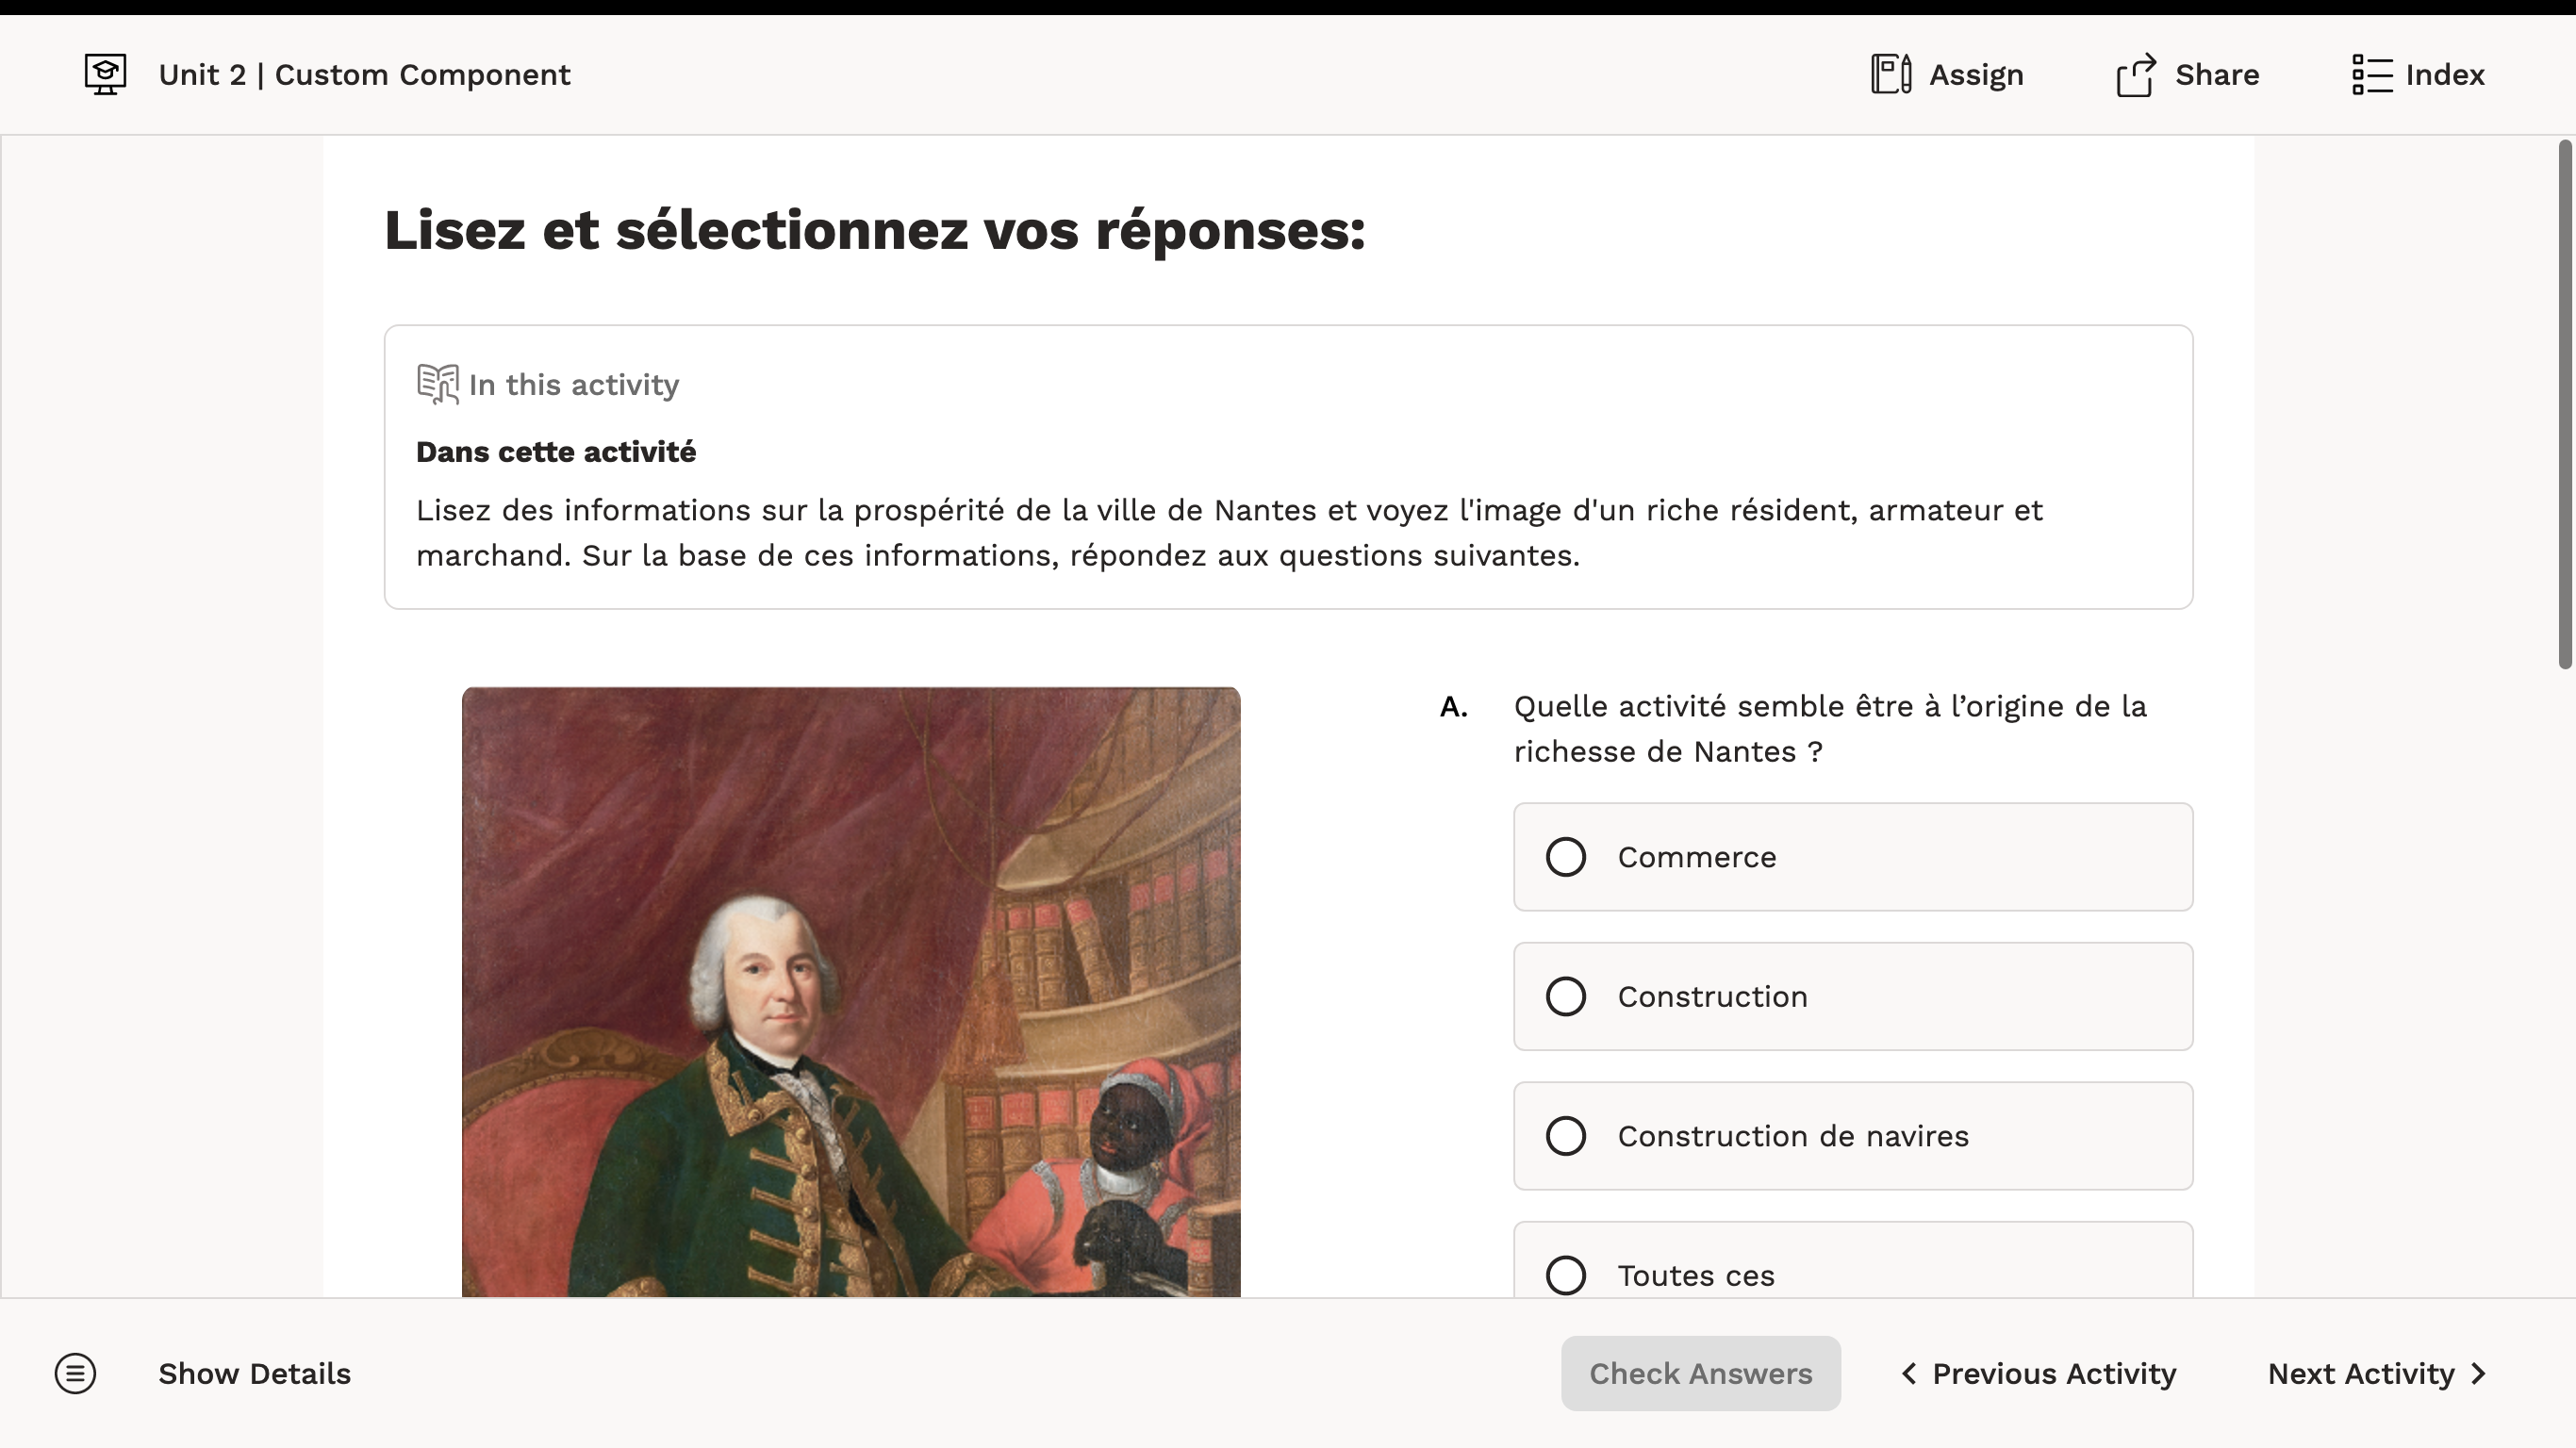 Unit 2 | Custom Component
Assign
Share
Index
Lisez et sélectionnez vos réponses:
In this activity
Dans cette activité
Lisez des informations sur la prospérité de la ville de Nantes et voyez l'image d'un riche résident, armateur et
marchand. Sur la base de ces informations, répondez aux questions suivantes.
A. Quelle activité semble être à l’origine de la
richesse de Nantes ?
Commerce
Construction
Construction de navires
Toutes ces
Show Details
Check Answers
Previous Activity
Next Activity